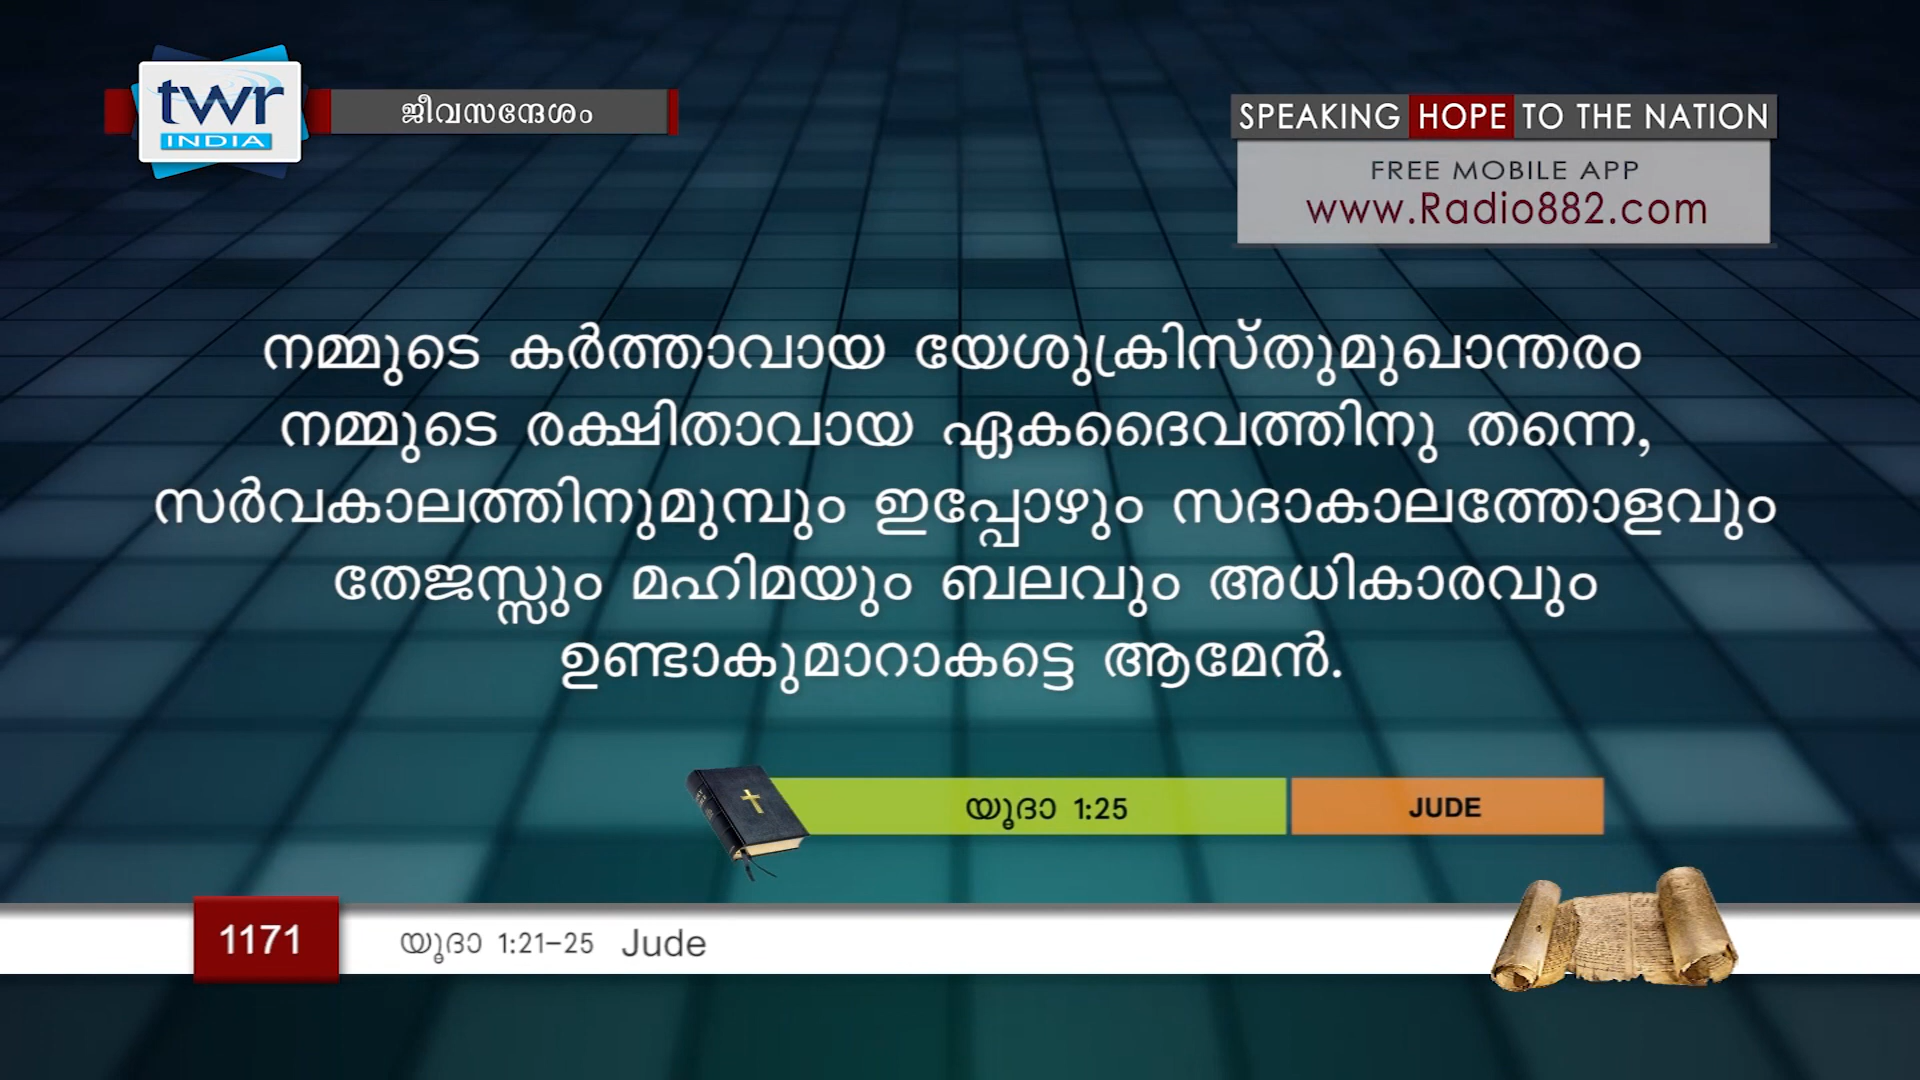 twr
INDIA
ജീവസന്ദേശം
SPEAKING HOPE TO THE NATION
FREE MOBILE APP
www.Radio882.com
നമ്മുടെ കർത്താവായ യേശുക്രിസ്തുമുഖാന്തരം
നമ്മുടെ രക്ഷിതാവായ ഏകദൈവത്തിനു തന്നെ,
സർവകാലത്തിനുമുമ്പും ഇപ്പോഴും സദാകാലത്തോളവും
തേജസ്സും മഹിമയും ബലവും അധികാരവും
ഉണ്ടാകുമാറാകട്ടെ ആമേൻ.
യൂദാ 1:25
JUDE
1171
യൂദാ 1:21-25 Jude